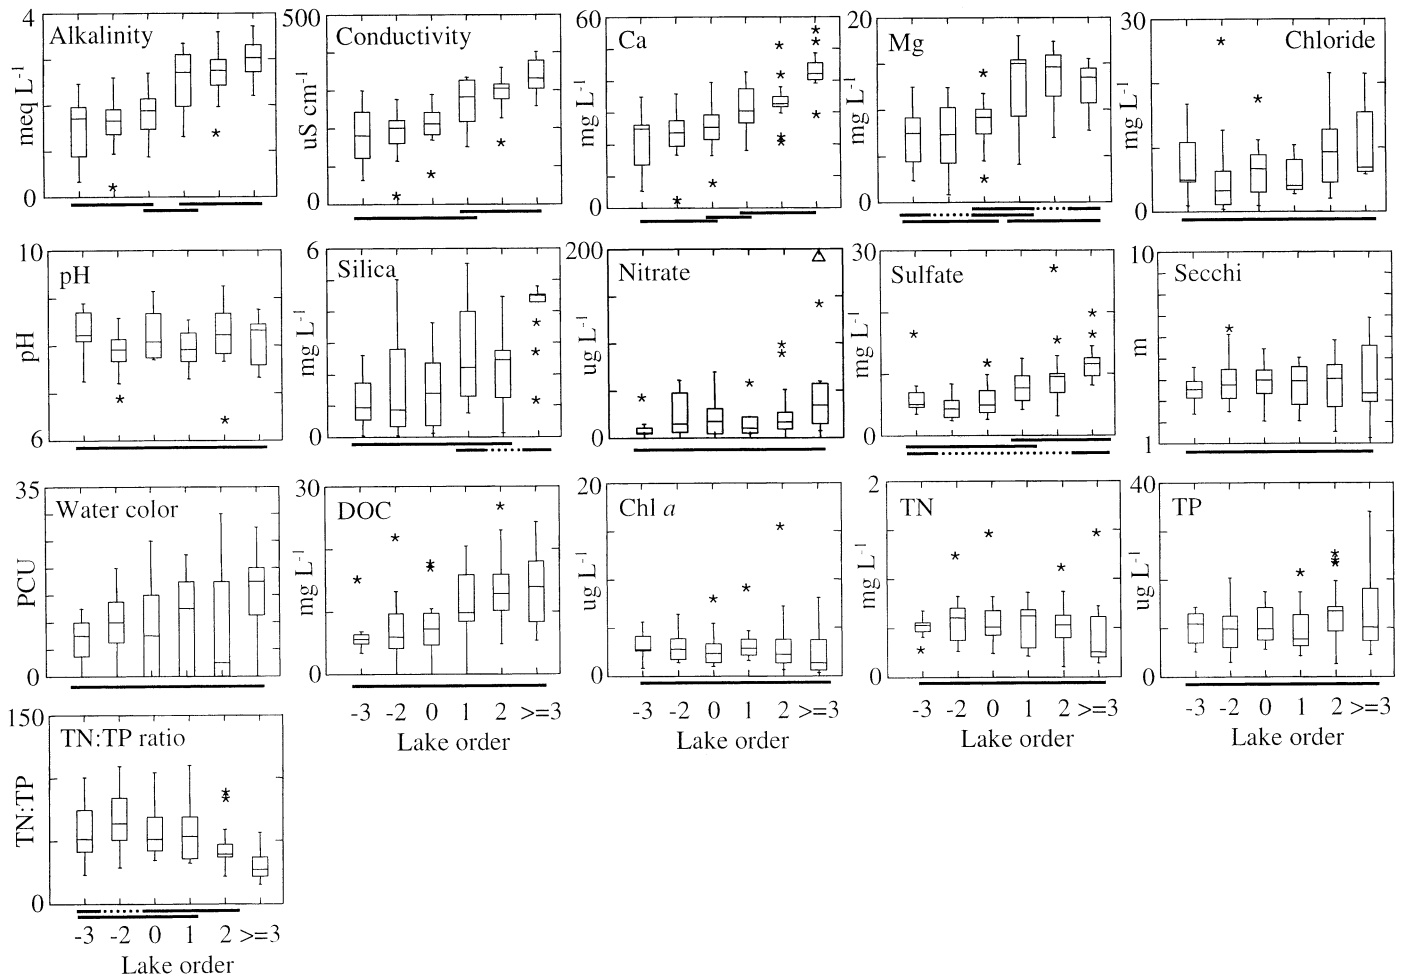 4
Alkalinity
meq L⁻¹
0
500
Conductivity
uS cm⁻¹
0
60
Ca
mg L⁻¹
0
20
Mg
mg L⁻¹
0
30
Chloride
mg L⁻¹
0
10
pH
pH
6
6
Silica
mg L⁻¹
0
200
Nitrate
ug L⁻¹
0
30
Sulfate
mg L⁻¹
0
10
Secchi
m
1
35
Water color
PCU
0
30
DOC
mg L⁻¹
0
-3 -2 0 1 2 >=3
Lake order
20
Chl a
ug L⁻¹
0
-3 -2 0 1 2 >=3
Lake order
2
TN
mg L⁻¹
0
-3 -2 0 1 2 >=3
Lake order
40
TP
ug L⁻¹
0
-3 -2 0 1 2 >=3
Lake order
150
TN:TP ratio
TN:TP
0
-3 -2 0 1 2 >=3
Lake order